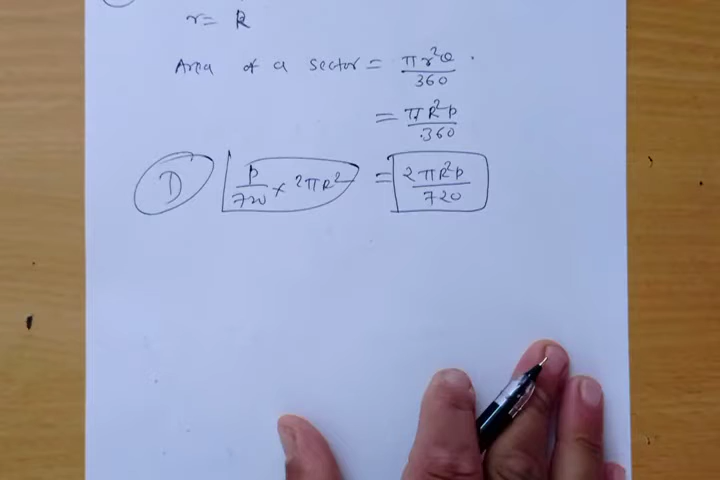 r = R
Area of a sector = πr²θ/360 .
= πR²p/360
D p/720 × 2πR² = 2πR²p/720